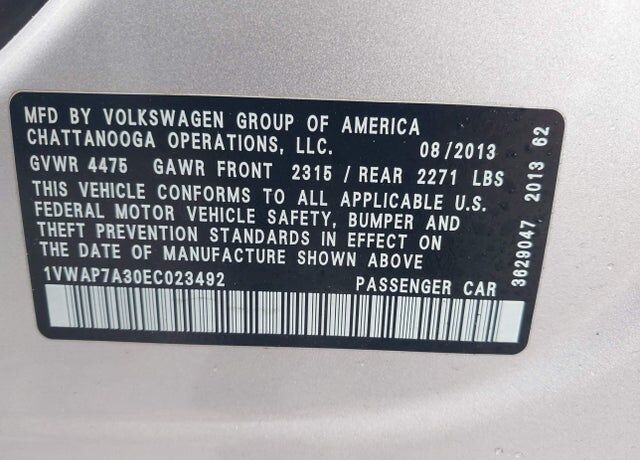 MFD BY VOLKSWAGEN GROUP OF AMERICA
CHATTANOOGA OPERATIONS, LLC. 08/2013
GVWR 4475 GAWR FRONT 2315 / REAR 2271 LBS
THIS VEHICLE CONFORMS TO ALL APPLICABLE U.S.
FEDERAL MOTOR VEHICLE SAFETY, BUMPER AND
THEFT PREVENTION STANDARDS IN EFFECT ON
THE DATE OF MANUFACTURE SHOWN ABOVE
1VWAP7A30EC023492 PASSENGER CAR
3629047 2013 62